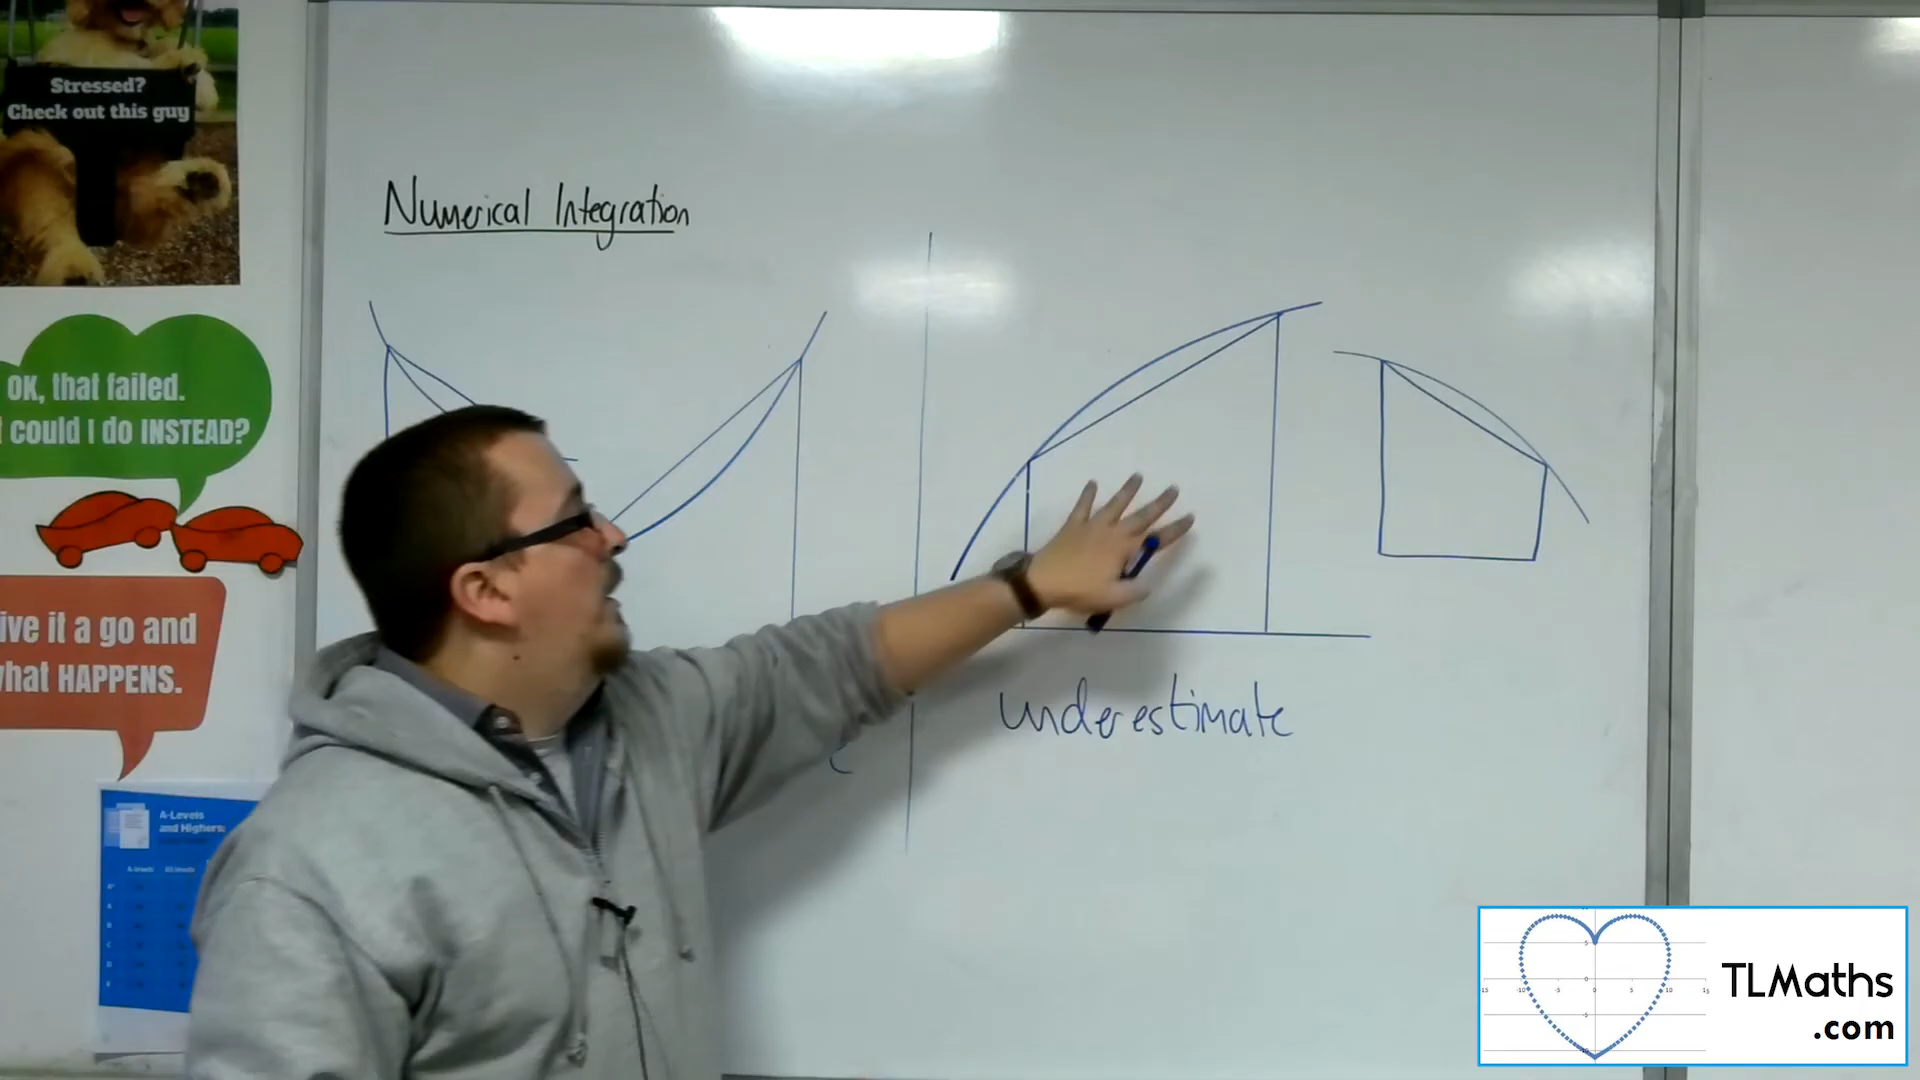 Stressed?
Check out this guy
Numerical Integration
OK, that failed.
could I do INSTEAD?
ive it a go and
what HAPPENS.
underestimate
A-Levels
and Highers:
TLMaths
.com